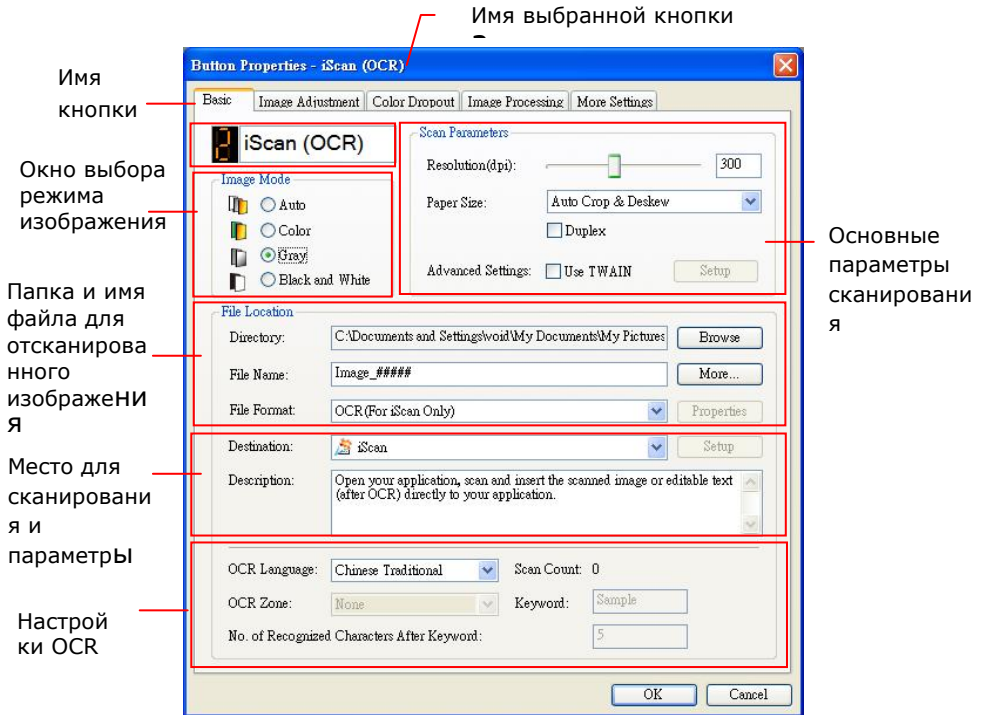 Имя выбранной кнопки
Имя
кнопки
Окно выбора
режима
изображения
Папка и имя
файла для
отсканирова
нного
изображения
я
Место для
сканировани
я и
параметры
Настрой
ки OCR
Основные
параметры
сканировани
я
Button Properties - iScan (OCR)
Basic Image Adjustment Color Dropout Image Processing More Settings
2 iScan (OCR)
Image Mode
Auto
Color
Gray
Black and White
Scan Parameters
Resolution(dpi): 300
Paper Size: Auto Crop & Deskew
Duplex
Advanced Settings: Use TWAIN Setup
File Location
Directory: C:\Documents and Settings\void\My Documents\My Pictures Browse
File Name: Image_##### More...
File Format: OCR(For iScan Only) Properties
Destination: iScan Setup
Description: Open your application, scan and insert the scanned image or editable text
(after OCR) directly to your application.
OCR Language: Chinese Traditional Scan Count: 0
OCR Zone: None Keyword: Sample
No. of Recognized Characters After Keyword: 5
OK Cancel